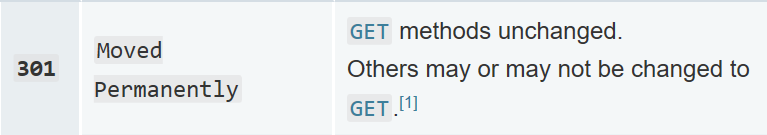 301
Moved
Permanently
GET methods unchanged.
Others may or may not be changed to
GET.[1]